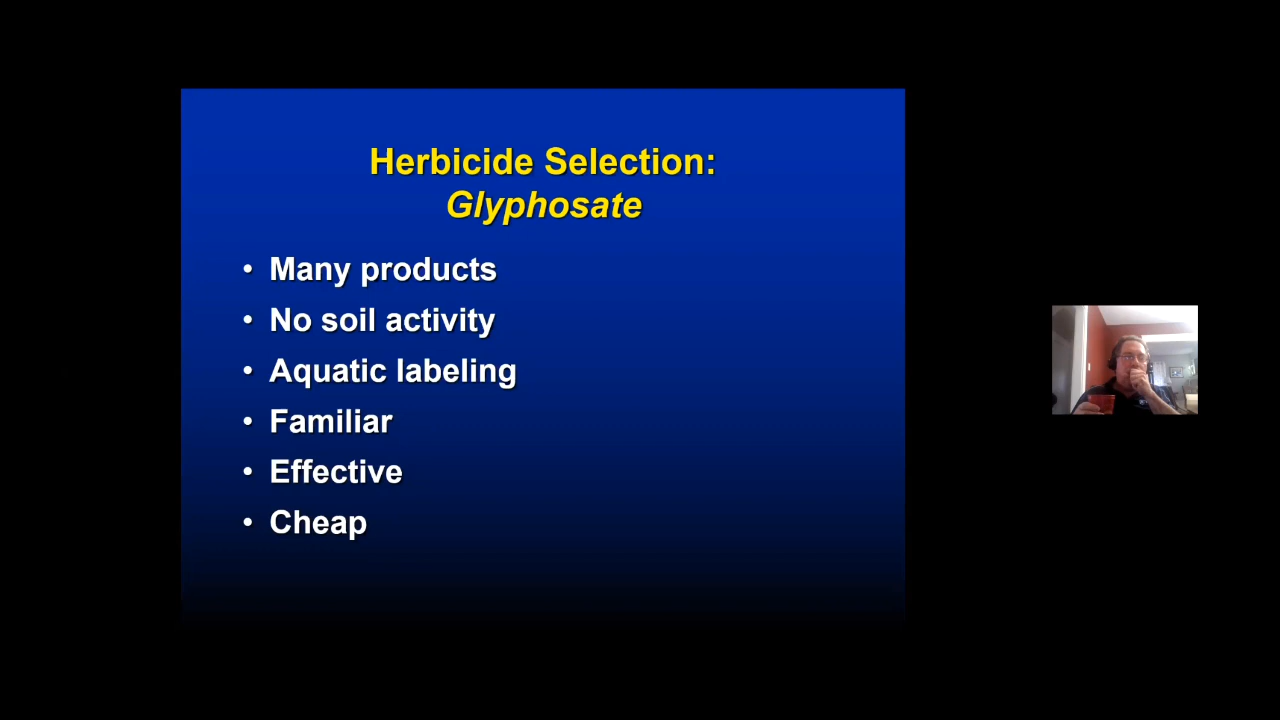 Herbicide Selection:
Glyphosate
• Many products
• No soil activity
• Aquatic labeling
• Familiar
• Effective
• Cheap